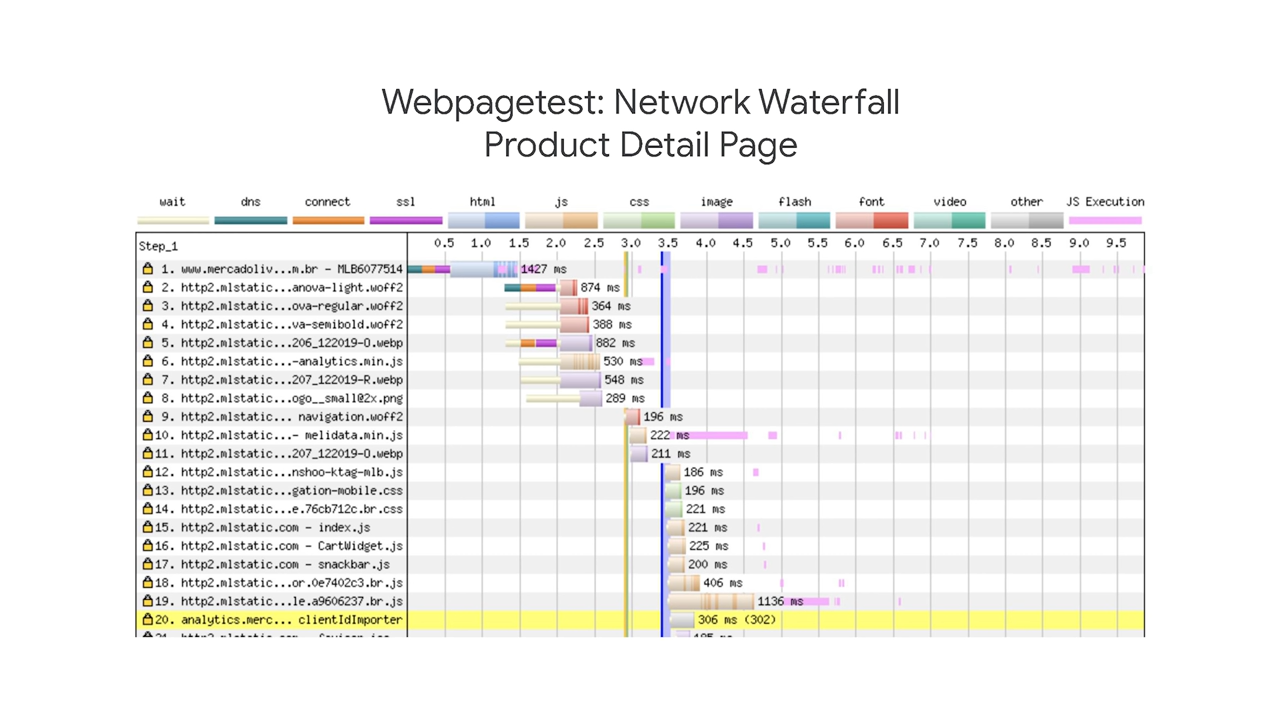 Webpagetest: Network Waterfall
Product Detail Page
wait dns connect ssl html js css image flash font video other JS Execution
Step_1 0.5 1.0 1.5 2.0 2.5 3.0 3.5 4.0 4.5 5.0 5.5 6.0 6.5 7.0 7.5 8.0 8.5 9.0 9.5
1. www.mercadoliv...m.br - MLB6077514 1427 ms
2. http2.mlstatic...anova-light.woff2 874 ms
3. http2.mlstatic...ova-regular.woff2 364 ms
4. http2.mlstatic...va-semibold.woff2 388 ms
5. http2.mlstatic...206_122019-O.webp 882 ms
6. http2.mlstatic...-analytics.min.js 530 ms
7. http2.mlstatic...207_122019-R.webp 548 ms
8. http2.mlstatic...ogo__small@2x.png 289 ms
9. http2.mlstatic... navigation.woff2 196 ms
10. http2.mlstatic...- melidata.min.js 222 ms
11. http2.mlstatic...207_122019-O.webp 211 ms
12. http2.mlstatic...nshoo-ktag-mlb.js 186 ms
13. http2.mlstatic...gation-mobile.css 196 ms
14. http2.mlstatic...e.76cb712c.br.css 221 ms
15. http2.mlstatic.com - index.js 221 ms
16. http2.mlstatic.com - CartWidget.js 225 ms
17. http2.mlstatic.com - snackbar.js 200 ms
18. http2.mlstatic...or.0e7402c3.br.js 406 ms
19. http2.mlstatic...le.a9606237.br.js 1136 ms
20. analytics.merc... clientIdImporter 306 ms (302)